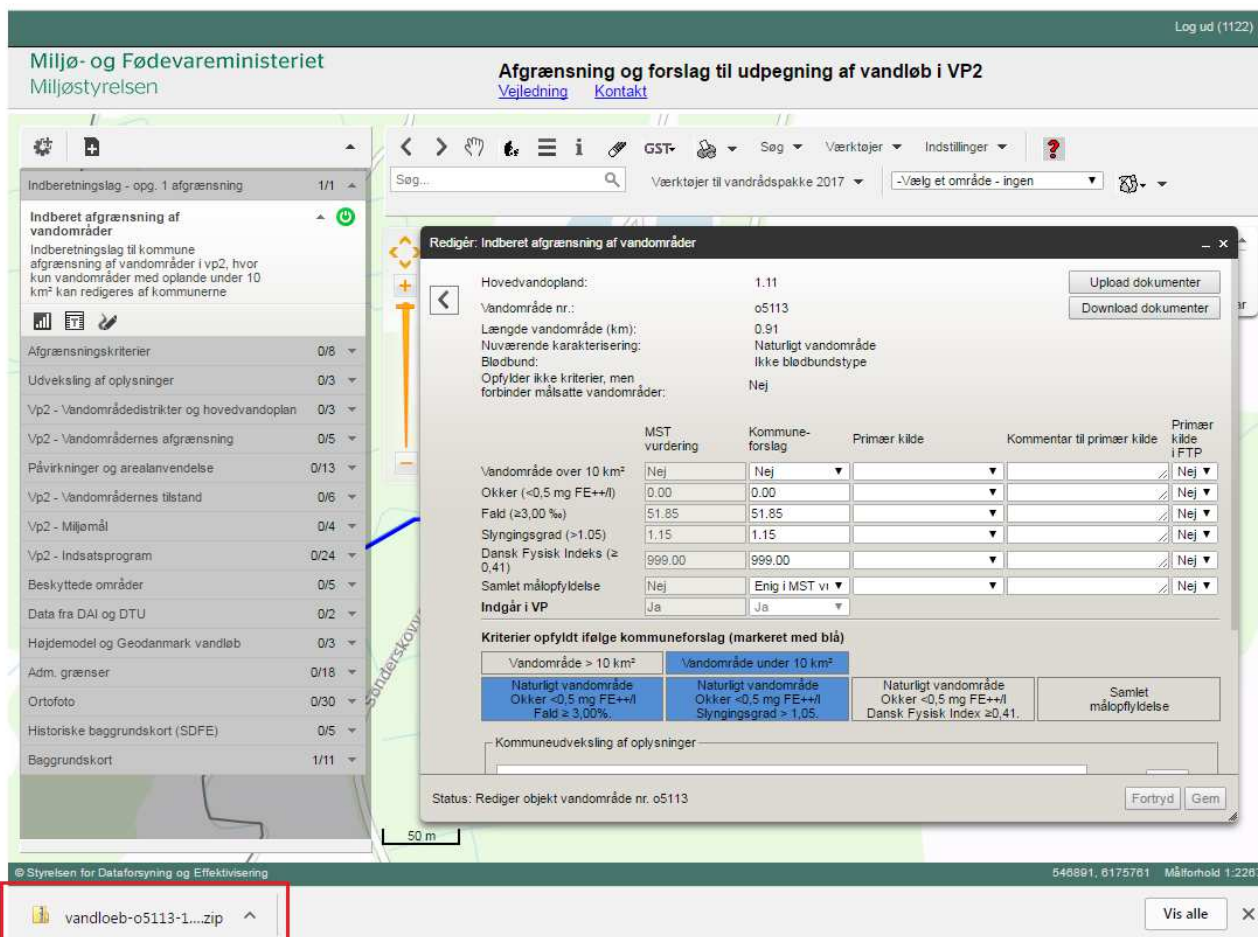 Log ud (1122)
Miljø- og Fødevareministeriet
Miljøstyrelsen
Afgrænsning og forslag til udpegning af vandløb i VP2
Vejledning Kontakt
GST Søg Værktøjer Indstillinger ?
Søg...
Værktøjer til vandrådspakke 2017 -Vælg et område - ingen
Indberetningslag - opg. 1 afgrænsning 1/1
Indberet afgrænsning af
vandområder
Indberetningslag til kommune
afgrænsning af vandområder i vp2, hvor
kun vandområder med oplande under 10
km² kan redigeres af kommunerne
Afgrænsningskriterier 0/8
Udveksling af oplysninger 0/3
Vp2 - Vandområdedistrikter og hovedvandoplan 0/3
Vp2 - Vandområdernes afgrænsning 0/5
Påvirkninger og arealanvendelse 0/13
Vp2 - Vandområdernes tilstand 0/6
Vp2 - Miljømål 0/4
Vp2 - Indsatsprogram 0/24
Beskyttede områder 0/5
Data fra DAI og DTU 0/2
Højdemodel og Geodanmark vandløb 0/3
Adm. grænser 0/18
Ortofoto 0/30
Historiske baggrundskort (SDFE) 0/5
Baggrundskort 1/11
Redigér: Indberet afgrænsning af vandområder
Hovedvandopland: 1.11 Upload dokumenter
Vandområde nr.: o5113 Download dokumenter
Længde vandområde (km): 0.91
Nuværende karakterisering: Naturligt vandområde
Blødbund: Ikke blødbundstype
Opfylder ikke kriterier, men
forbinder målsatte vandområder: Nej
MST
vurdering
Kommune-
forslag
Primær kilde
Kommentar til primær kilde
Primær
kilde
i FTP
Vandområde over 10 km² Nej Nej Nej
Okker (<0,5 mg FE++/l) 0.00 0.00 Nej
Fald (≥3,00 ‰) 51.85 51.85 Nej
Slyngingsgrad (>1.05) 1.15 1.15 Nej
Dansk Fysisk Indeks (≥
0,41) 999.00 999.00 Nej
Samlet målopfyldelse Nej Enig i MST vi Nej
Indgår i VP Ja Ja
Kriterier opfyldt ifølge kommuneforslag (markeret med blå)
Vandområde > 10 km² Vandområde under 10 km²
Naturligt vandområde
Okker <0,5 mg FE++/l
Fald ≥ 3,00%.
Naturligt vandområde
Okker <0,5 mg FE++/l
Slyngingsgrad > 1,05.
Naturligt vandområde
Okker <0,5 mg FE++/l
Dansk Fysisk Index ≥0,41.
Samlet
målopflyldelse
Kommuneudveksling af oplysninger
Status: Rediger objekt vandområde nr. o5113 Fortryd Gem
50 m
© Styrelsen for Dataforsyning og Effektivisering 546891, 6175761 Målforhold 1:2267
vandloeb-o5113-1....zip Vis alle